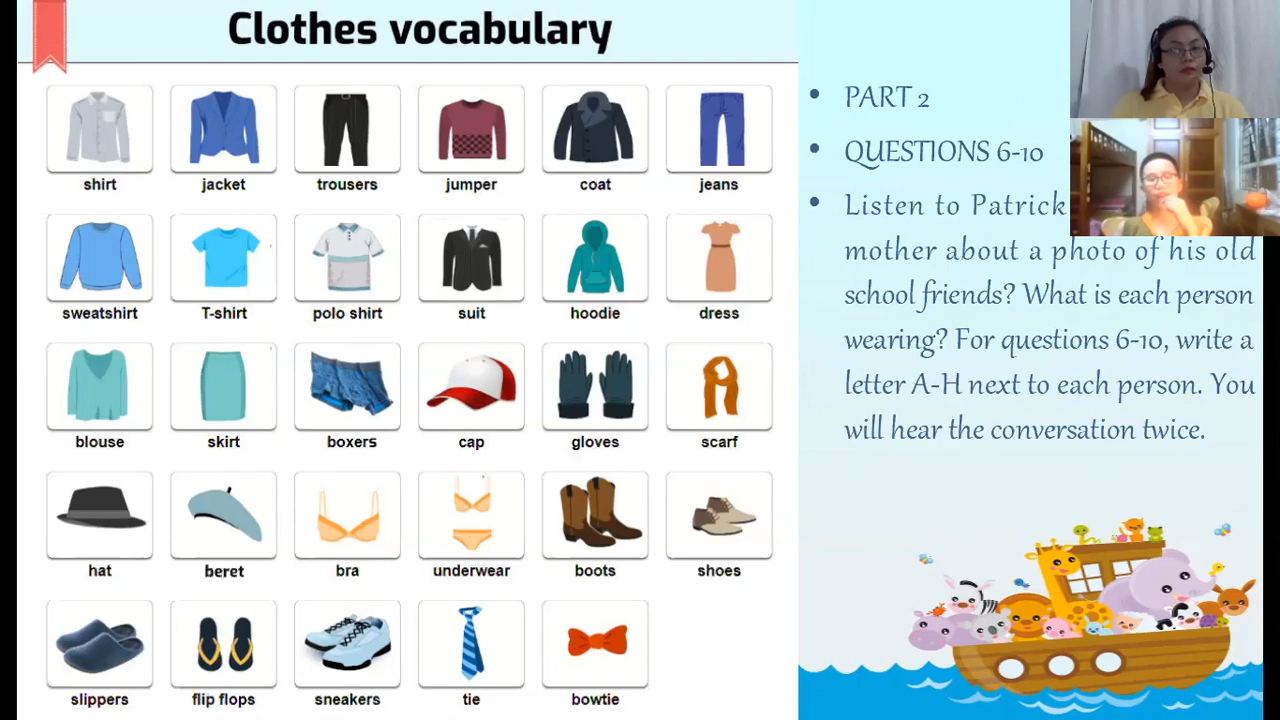 Clothes vocabulary
shirt
jacket
trousers
jumper
coat
jeans
sweatshirt
T-shirt
polo shirt
suit
hoodie
dress
blouse
skirt
boxers
cap
gloves
scarf
hat
beret
bra
underwear
boots
shoes
slippers
flip flops
sneakers
tie
bowtie
• PART 2
• QUESTIONS 6-10
• Listen to Patrick
mother about a photo of his old
school friends? What is each person
wearing? For questions 6-10, write a
letter A-H next to each person. You
will hear the conversation twice.